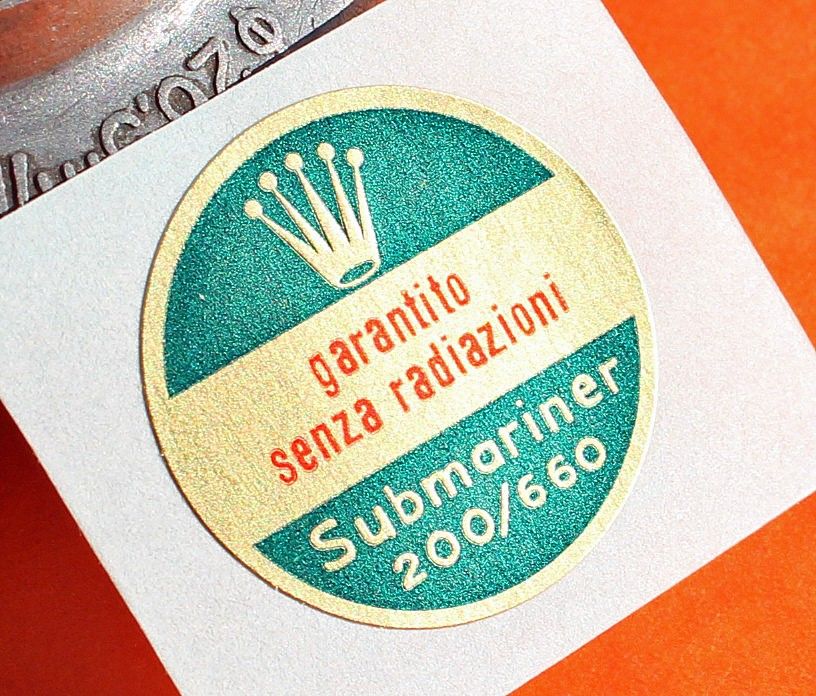 garantito
senza radiazioni
Submariner
200/660